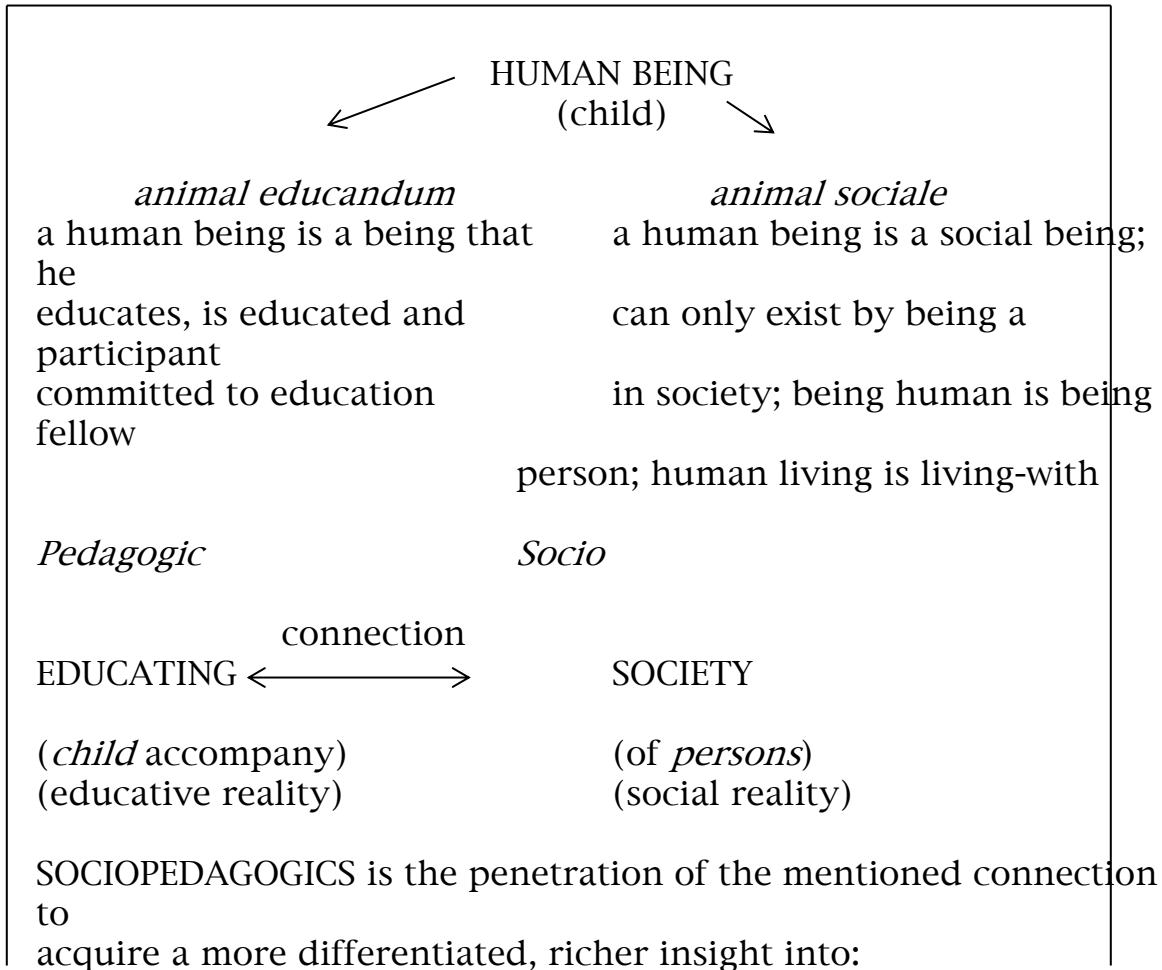 HUMAN BEING
(child)
animal educandum animal sociale
a human being is a being that a human being is a social being;
he
educates, is educated and can only exist by being a
participant
committed to education in society; being human is being
fellow
person; human living is living-with
Pedagogic Socio
connection
EDUCATING SOCIETY
(child accompany) (of persons)
(educative reality) (social reality)
SOCIOPEDAGOGICS is the penetration of the mentioned connection
to
acquire a more differentiated, richer insight into: